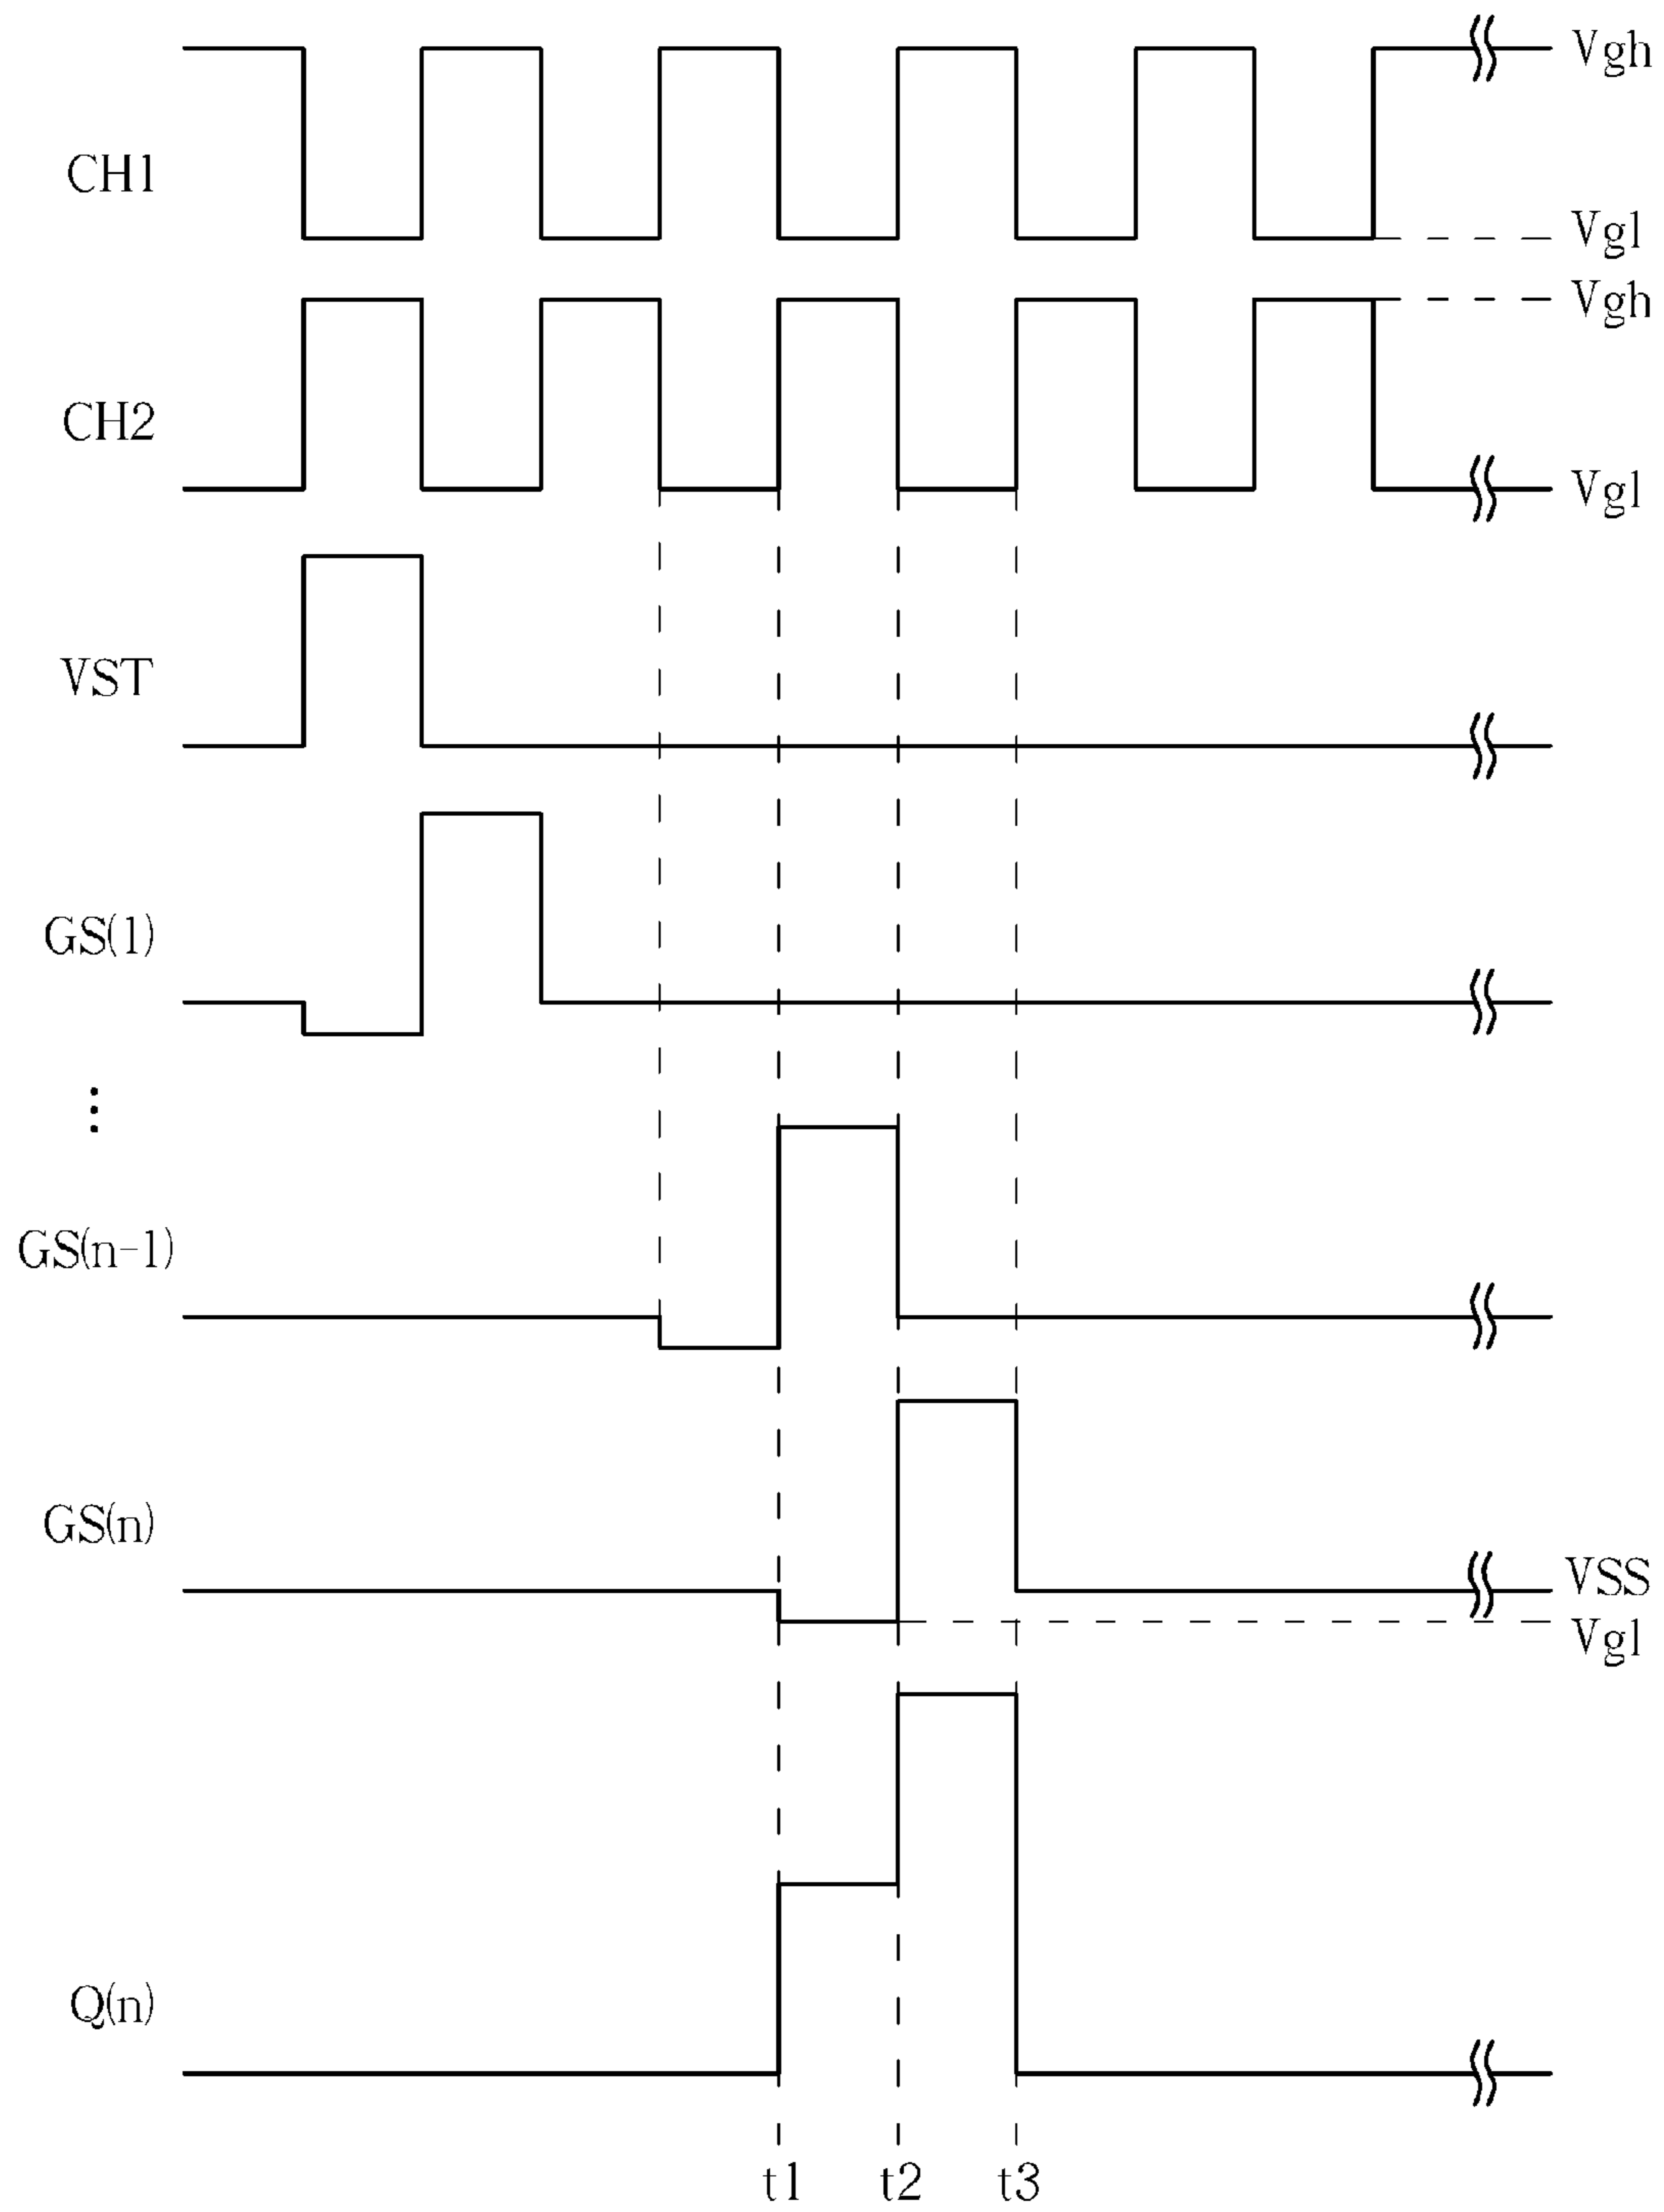 Vgh
CH1
Vgl
Vgh
CH2
Vgl
VST
GS(1)
⋮
GS(n-1)
GS(n)
VSS
Vgl
Q(n)
t1 t2 t3